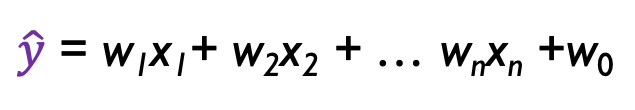 ŷ = w₁x₁+ w₂x₂ + … wₙxₙ +w₀